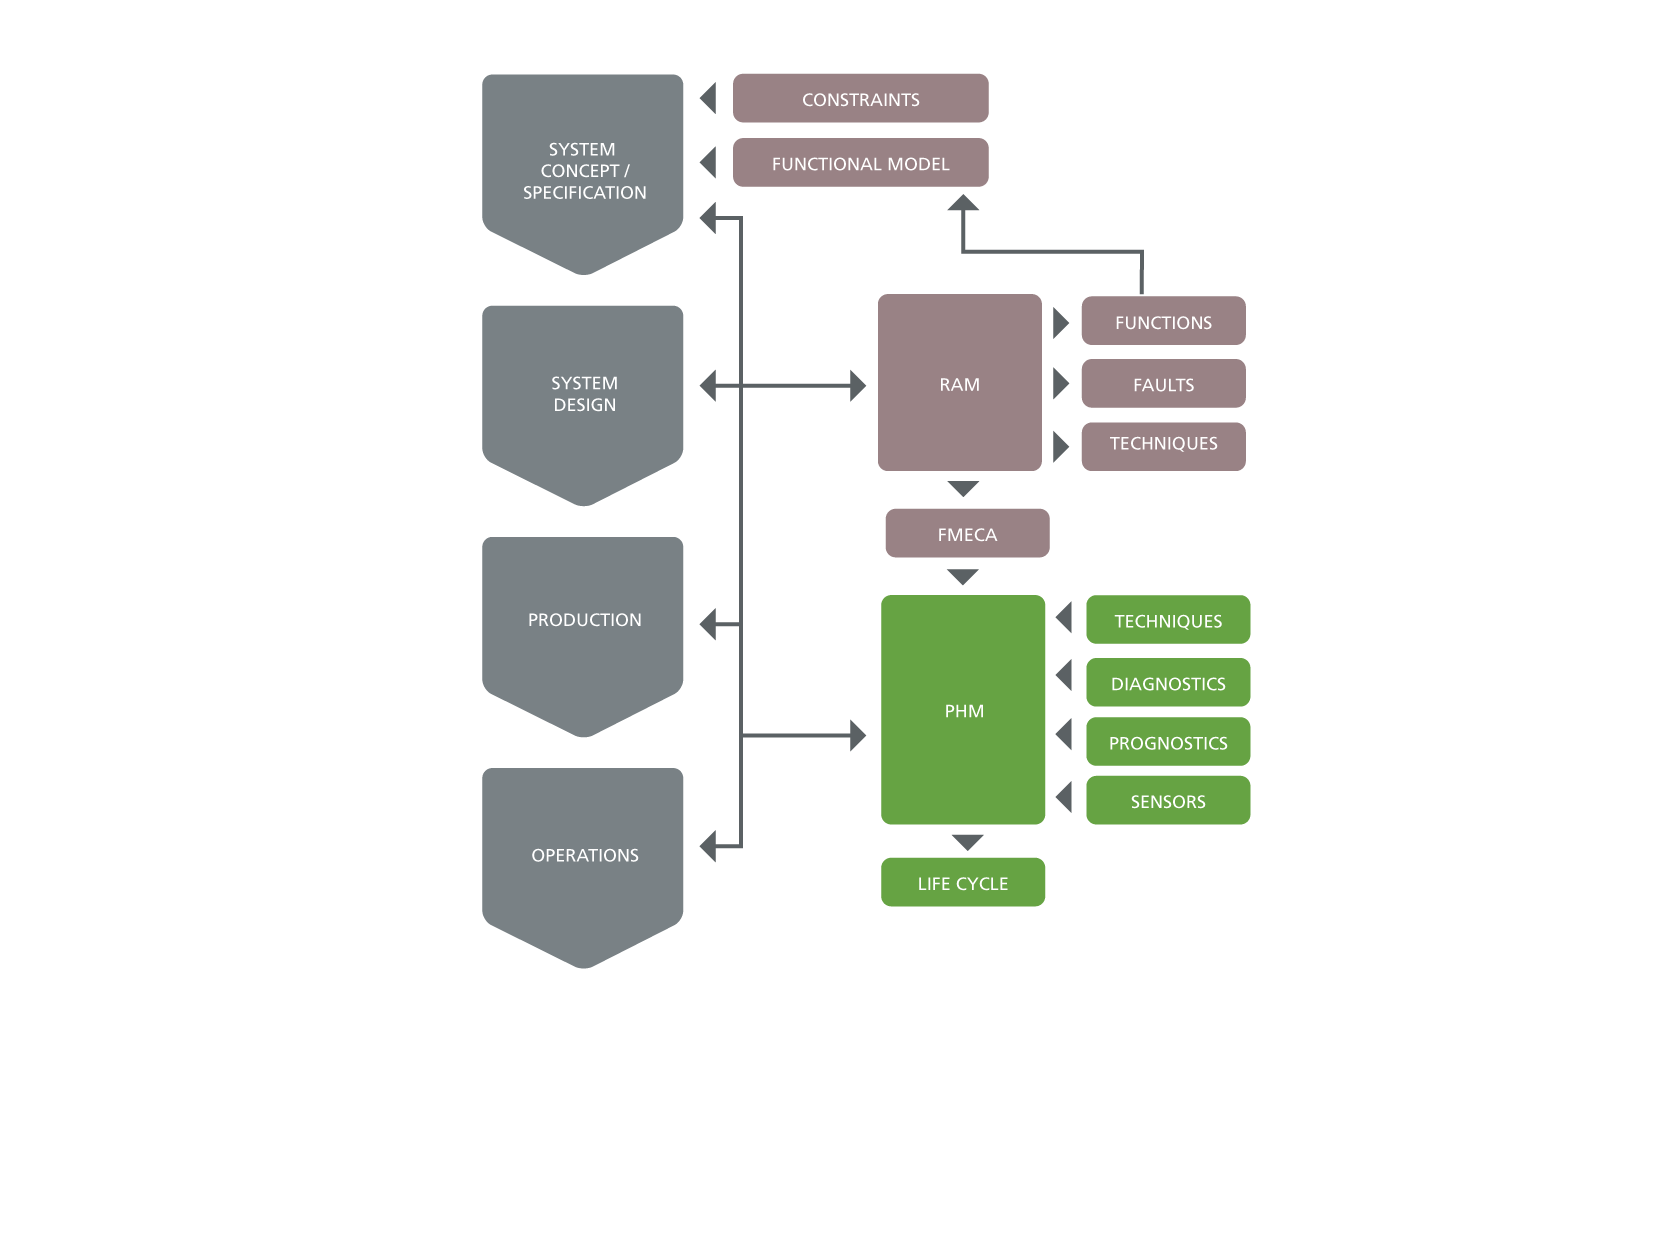 SYSTEM
CONCEPT /
SPECIFICATION
CONSTRAINTS
FUNCTIONAL MODEL
SYSTEM
DESIGN
RAM
FUNCTIONS
FAULTS
TECHNIQUES
FMECA
PRODUCTION
PHM
TECHNIQUES
DIAGNOSTICS
PROGNOSTICS
SENSORS
OPERATIONS
LIFE CYCLE